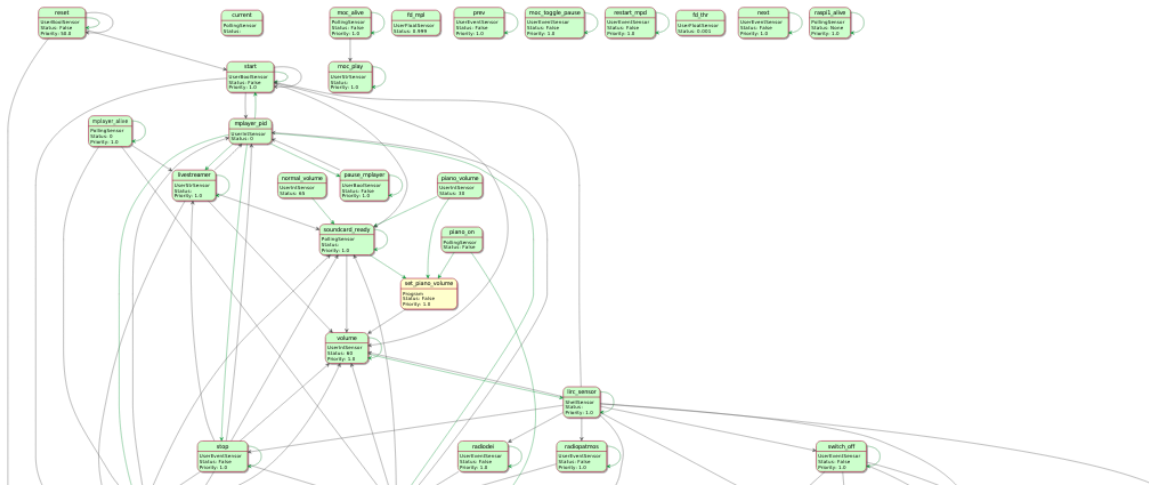 reset
UserBoolSensor
Status: False
Priority: 50.0
current
PollingSensor
Status:
moc_alive
PollingSensor
Status: False
Priority: 1.0
fd_mpl
UserFloatSensor
Status: 0.999
prev
UserEventSensor
Status: False
Priority: 1.0
moc_toggle_pause
UserEventSensor
Status: False
Priority: 1.0
restart_mpd
UserEventSensor
Status: False
Priority: 1.0
fd_thr
UserFloatSensor
Status: 0.001
next
UserEventSensor
Status: False
Priority: 1.0
raspi1_alive
PollingSensor
Status: None
Priority: 1.0
start
UserBoolSensor
Status: False
Priority: 1.0
moc_play
UserStrSensor
Status:
Priority: 1.0
mplayer_alive
PollingSensor
Status: 0
Priority: 1.0
mplayer_pid
UserIntSensor
Status: 0
livestreamer
UserStrSensor
Status:
Priority: 1.0
normal_volume
UserIntSensor
Status: 65
pause_mplayer
UserBoolSensor
Status: False
Priority: 1.0
piano_volume
UserIntSensor
Status: 30
soundcard_ready
PollingSensor
Status:
Priority: 1.0
piano_on
PollingSensor
Status: False
set_piano_volume
Program
Status: False
Priority: 1.0
volume
UserIntSensor
Status: 60
Priority: 1.0
lirc_sensor
ShellSensor
Status:
Priority: 1.0
stop
UserEventSensor
Status: False
Priority: 1.0
radiodei
UserEventSensor
Status: False
Priority: 1.0
radiopatmos
UserEventSensor
Status: False
Priority: 1.0
switch_off
UserEventSensor
Status: False
Priority: 1.0